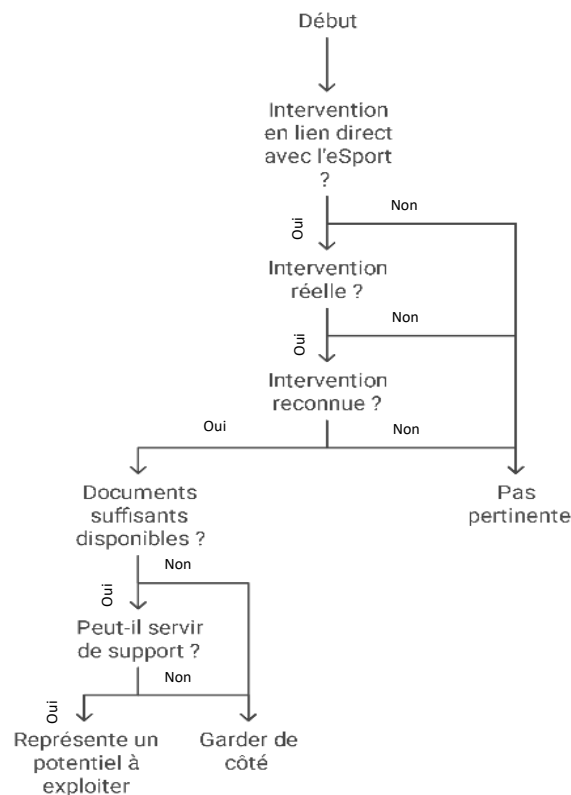 Début
Intervention
en lien direct
avec l'eSport
?
Non
Oui
Intervention
réelle ?
Non
Oui
Intervention
reconnue ?
Oui
Non
Documents
suffisants
disponibles ?
Pas
pertinente
Non
Oui
Peut-il servir
de support ?
Non
Oui
Représente un
potentiel à
exploiter
Garder de
côté